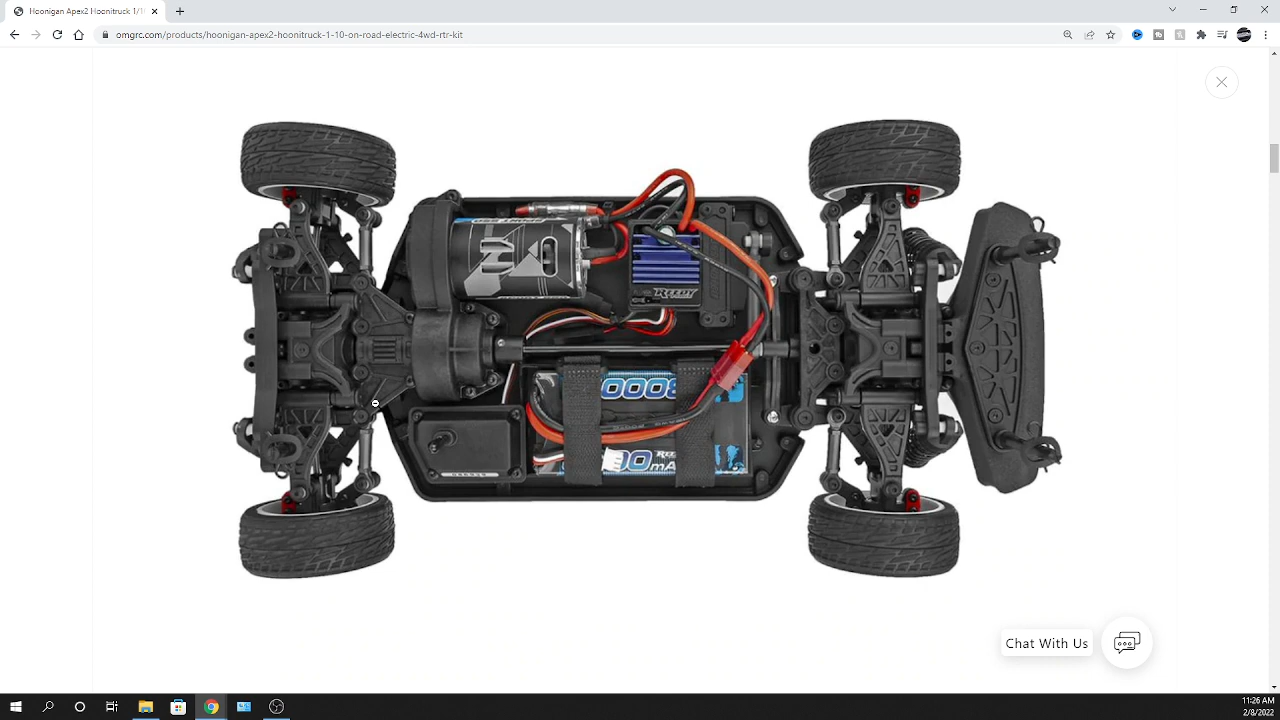 Hoonigan Apex2 Hoonitruck 1/1
omgrc.com/products/hoonigan-apex2-hoonitruck-1-10-on-road-electric-4wd-rtr-kit
REEDY
Chat With Us
11:26 AM
2/8/2022